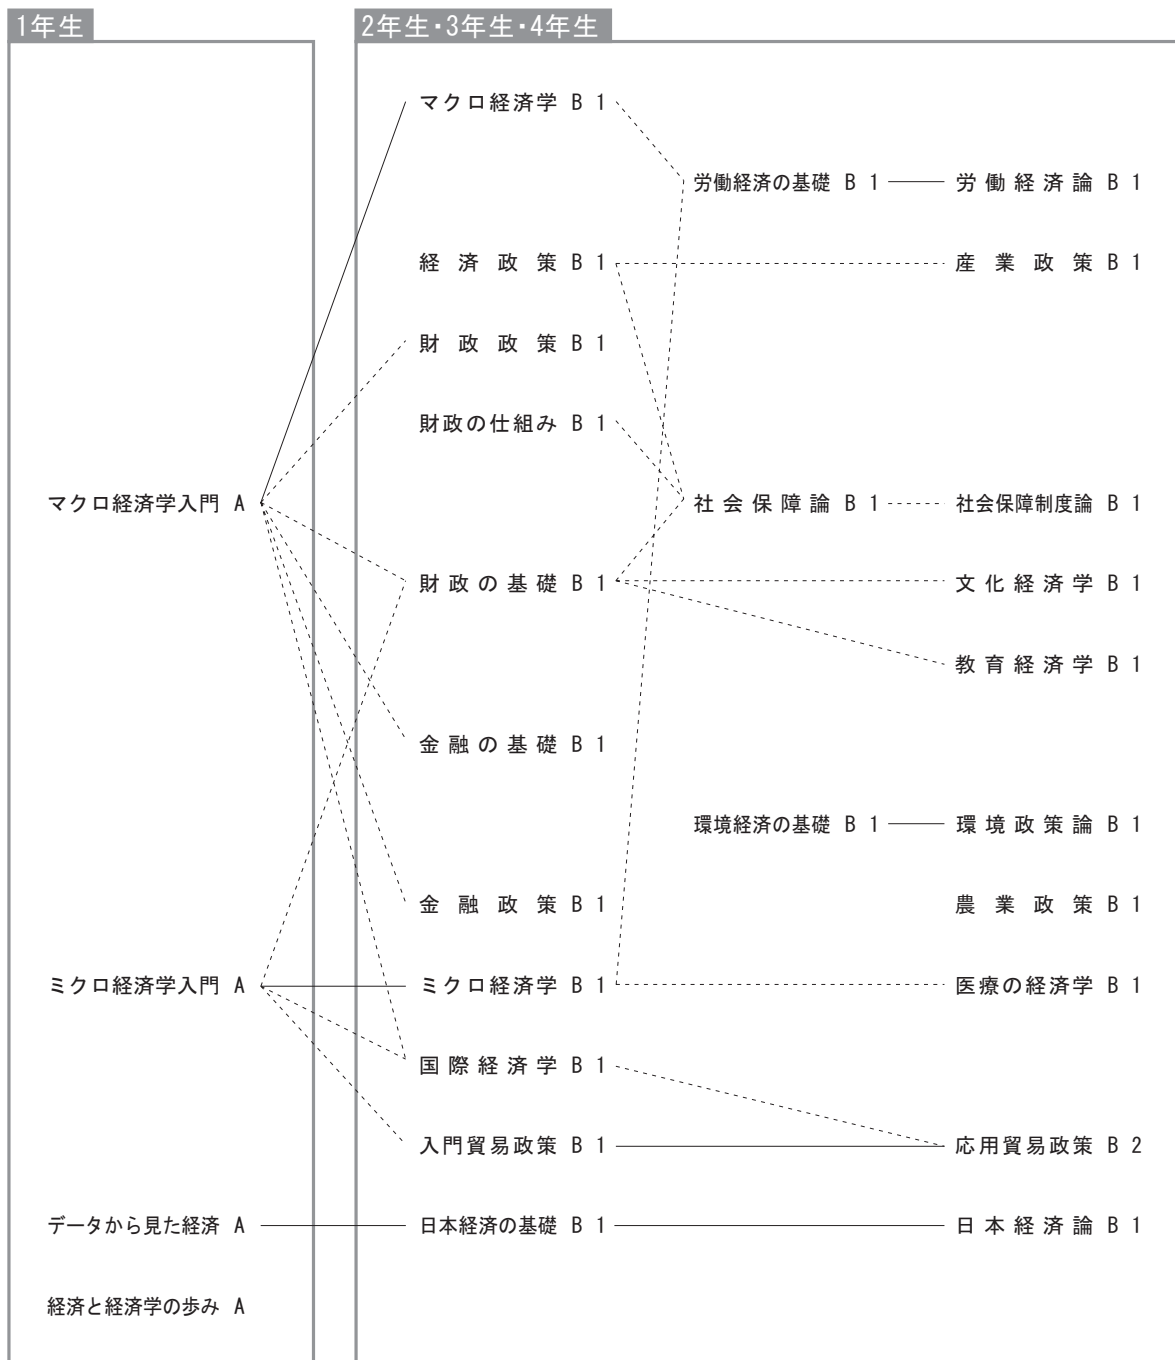 1年生
2年生・3年生・4年生
マクロ経済学 B 1
労働経済の基礎 B 1
労働経済論 B 1
経済政策 B 1
産業政策 B 1
財政政策 B 1
財政の仕組み B 1
マクロ経済学入門 A
社会保障論 B 1
社会保障制度論 B 1
財政の基礎 B 1
文化経済学 B 1
教育経済学 B 1
金融の基礎 B 1
環境経済の基礎 B 1
環境政策論 B 1
金融政策 B 1
農業政策 B 1
ミクロ経済学入門 A
ミクロ経済学 B 1
医療の経済学 B 1
国際経済学 B 1
入門貿易政策 B 1
応用貿易政策 B 2
データから見た経済 A
日本経済の基礎 B 1
日本経済論 B 1
経済と経済学の歩み A